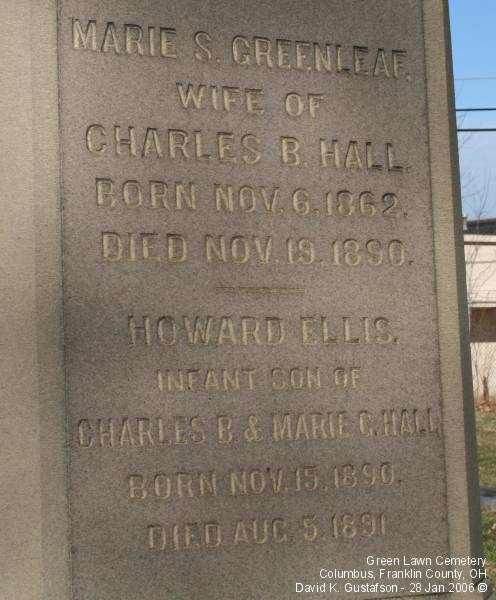 MARIE S. GREENLEAF,
WIFE OF
CHARLES B. HALL,
BORN NOV. 6, 1862,
DIED NOV. 19, 1890.
HOWARD ELLIS,
INFANT SON OF
CHARLES B. & MARIE G. HALL
BORN NOV. 15, 1890.
DIED AUG 5, 1891
Green Lawn Cemetery
Columbus, Franklin County, OH
David K. Gustafson - 28 Jan 2006 ©